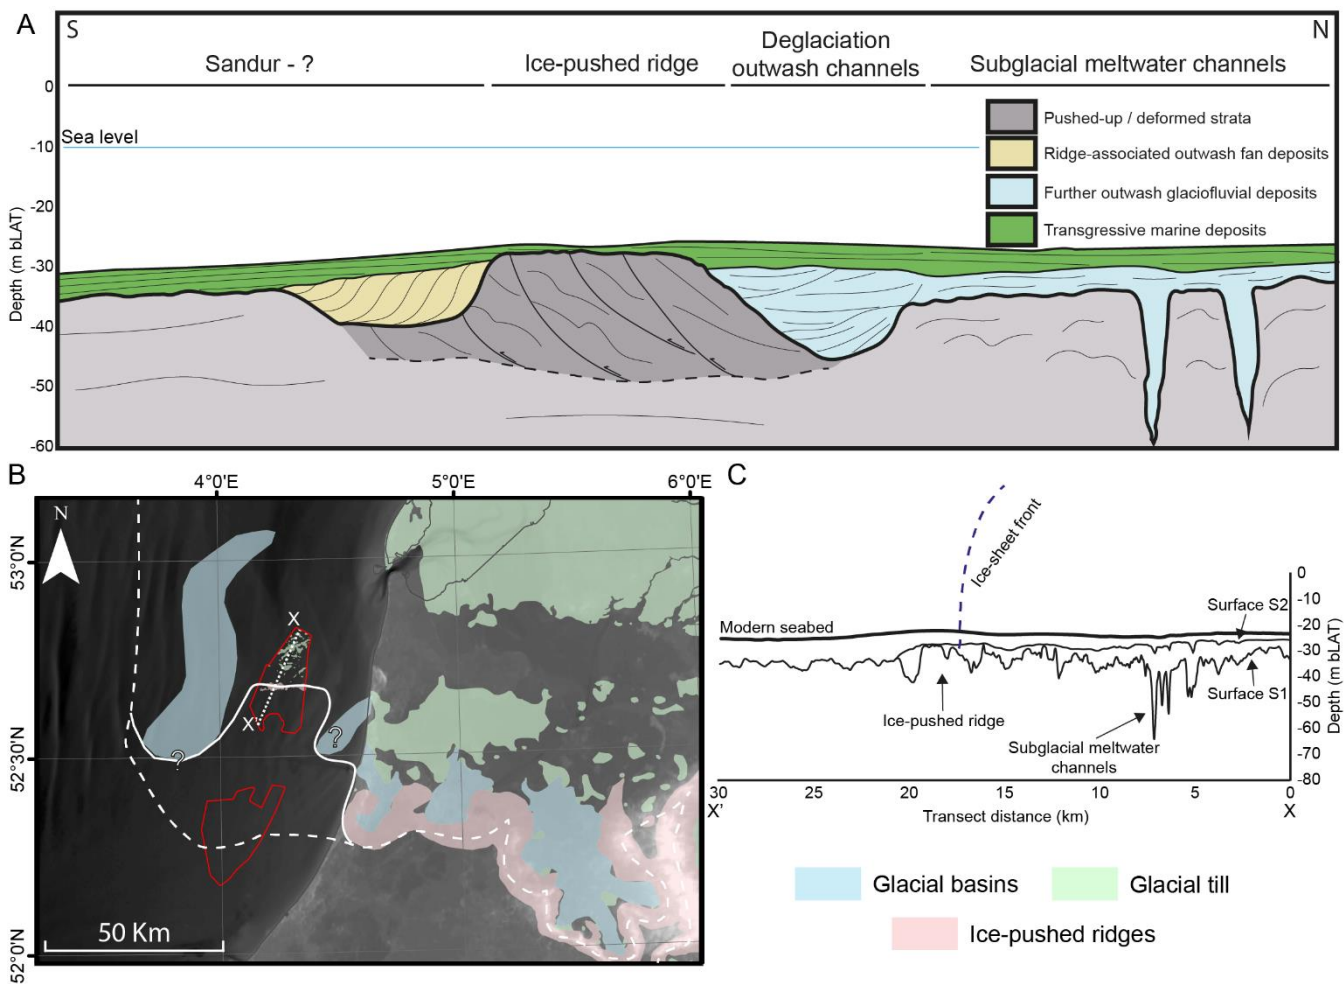 A
S
N
Sandur - ?
Ice-pushed ridge
Deglaciation
outwash channels
Subglacial meltwater channels
0
Sea level
-10
-20
-30
-40
-50
-60
Depth (m bLAT)
Pushed-up / deformed strata
Ridge-associated outwash fan deposits
Further outwash glaciofluvial deposits
Transgressive marine deposits
B
4°0'E
5°0'E
6°0'E
N
53°0'N
52°30'N
52°0'N
X
X'
?
?
50 Km
C
Ice-sheet front
Modern seabed
Surface S2
Surface S1
Ice-pushed ridge
Subglacial meltwater
channels
0
-10
-20
-30
-40
-50
-60
-70
-80
Depth (m bLAT)
30
25
20
15
10
5
0
X'
Transect distance (km)
X
Glacial basins
Glacial till
Ice-pushed ridges